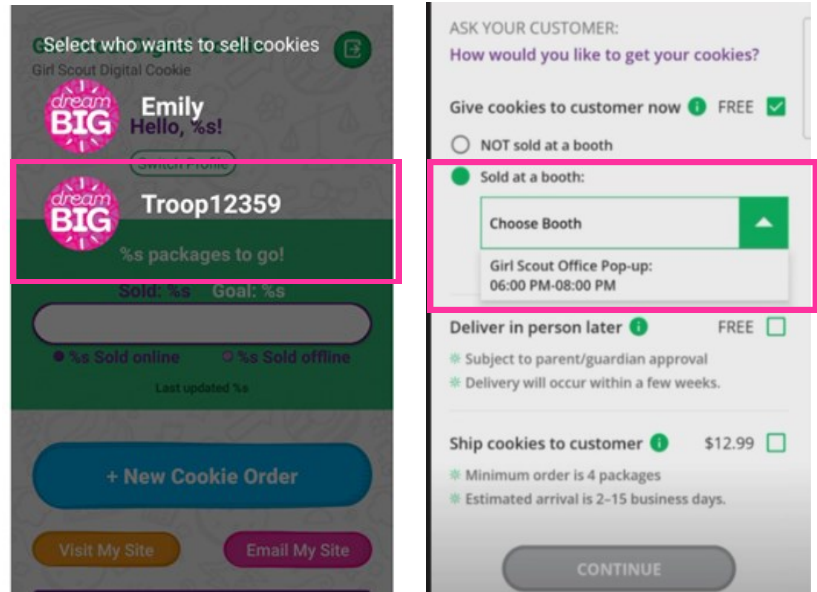 Select who wants to sell cookies
Girl Scout Digital Cookie
dream
BIG
Emily
Hello, %s!
Switch Profile
dream
BIG
Troop12359
%s packages to go!
Sold: %s Goal: %s
%s Sold online %s Sold offline
Last updated %s
+ New Cookie Order
Visit My Site Email My Site
ASK YOUR CUSTOMER:
How would you like to get your cookies?
Give cookies to customer now i FREE
NOT sold at a booth
Sold at a booth:
Choose Booth
Girl Scout Office Pop-up:
06:00 PM-08:00 PM
Deliver in person later i FREE
Subject to parent/guardian approval
Delivery will occur within a few weeks.
Ship cookies to customer i $12.99
Minimum order is 4 packages
Estimated arrival is 2–15 business days.
CONTINUE